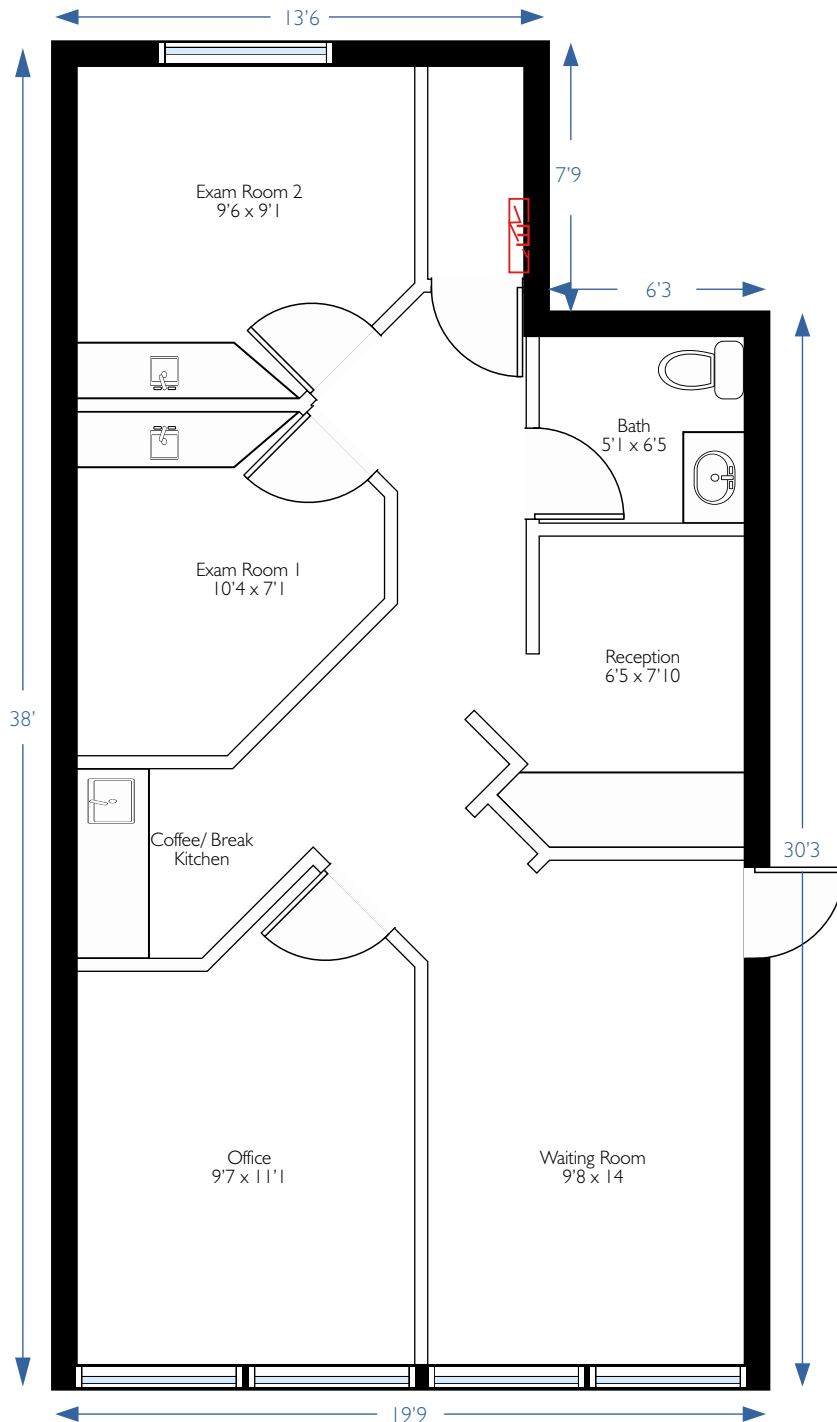 13'6
7'9
Exam Room 2
9'6 x 9'1
6'3
Bath
5'1 x 6'5
Exam Room 1
10'4 x 7'1
Reception
6'5 x 7'10
38'
Coffee/ Break
Kitchen
30'3
Office
9'7 x 11'1
Waiting Room
9'8 x 14
19'9